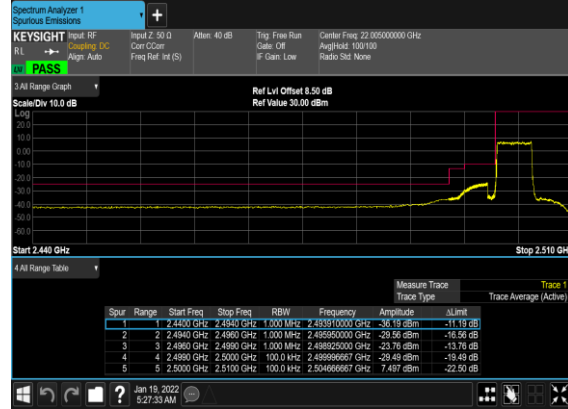 Spectrum Analyzer 1
Spurious Emissions
KEYSIGHT Input: RF Input Z: 50 Ω Atten: 40 dB Trig: Free Run Center Freq: 22.005000000 GHz
RL Coupling: DC Corr CCorr Gate: Off Avg|Hold: 100/100
Align: Auto Freq Ref: Int (S) IF Gain: Low Radio Std: None
PASS
3 All Range Graph
Ref Lvl Offset 8.50 dB
Scale/Div 10.0 dB Ref Value 30.00 dBm
Log
20.0
10.0
0.00
-10.0
-20.0
-30.0
-40.0
-50.0
-60.0
Start 2.440 GHz Stop 2.510 GH
4 All Range Table
Measure Trace Trace 1
Trace Type Trace Average (Active)
Spur Range Start Freq Stop Freq RBW Frequency Amplitude ΔLimit
1 1 2.4400 GHz 2.4940 GHz 1.000 MHz 2.493910000 GHz -36.19 dBm -11.19 dB
2 2 2.4940 GHz 2.4960 GHz 1.000 MHz 2.495950000 GHz -29.56 dBm -16.56 dB
3 3 2.4960 GHz 2.4990 GHz 1.000 MHz 2.498925000 GHz -23.76 dBm -13.76 dB
4 4 2.4990 GHz 2.5000 GHz 100.0 kHz 2.499996667 GHz -29.49 dBm -19.49 dB
5 5 2.5000 GHz 2.5100 GHz 100.0 kHz 2.504666667 GHz 7.497 dBm -22.50 dB
? Jan 19, 2022
5:27:33 AM